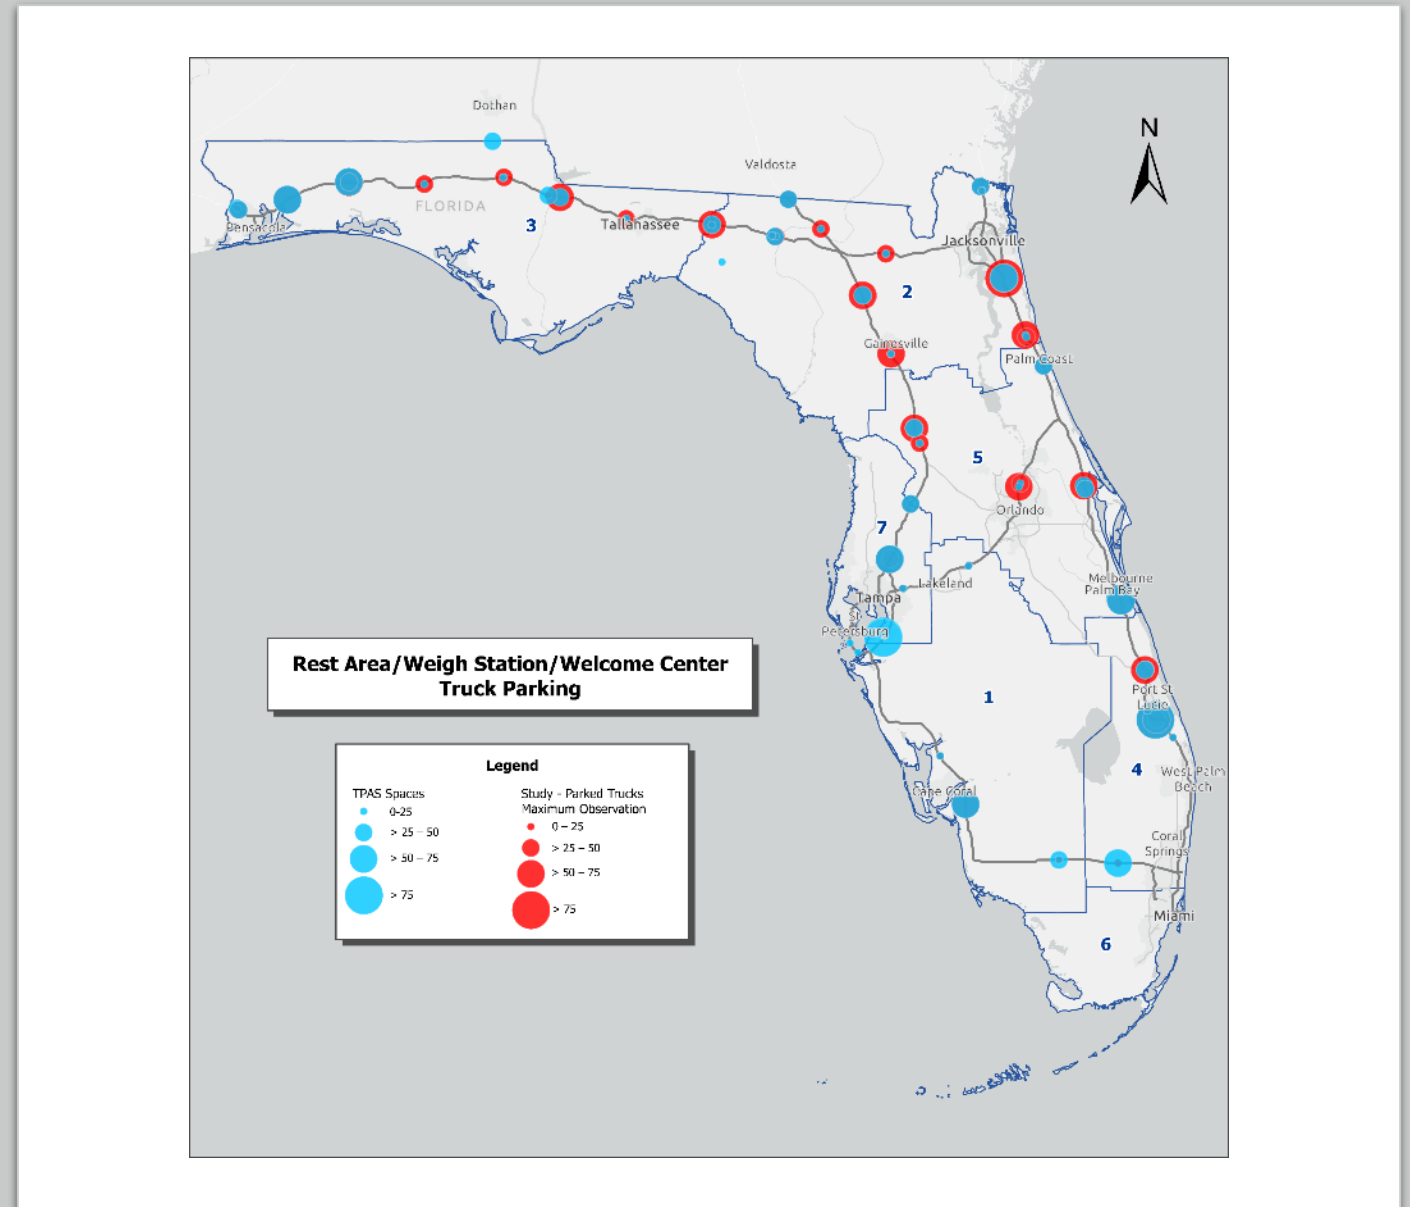 Dothan
N
Valdosta
FLORIDA
3
Pensacola
Tallahassee
Jacksonville
2
Gainesville
Palm Coast
5
Orlando
7
Lakeland
Melbourne
Palm Bay
Tampa
St.
Petersburg
Rest Area/Weigh Station/Welcome Center
Truck Parking
1
Port St
Lucie
4
West Palm
Beach
Cape Coral
Coral
Springs
Miami
6
Legend
TPAS Spaces
0-25
> 25 – 50
> 50 – 75
> 75
Study - Parked Trucks
Maximum Observation
0 – 25
> 25 – 50
> 50 – 75
> 75